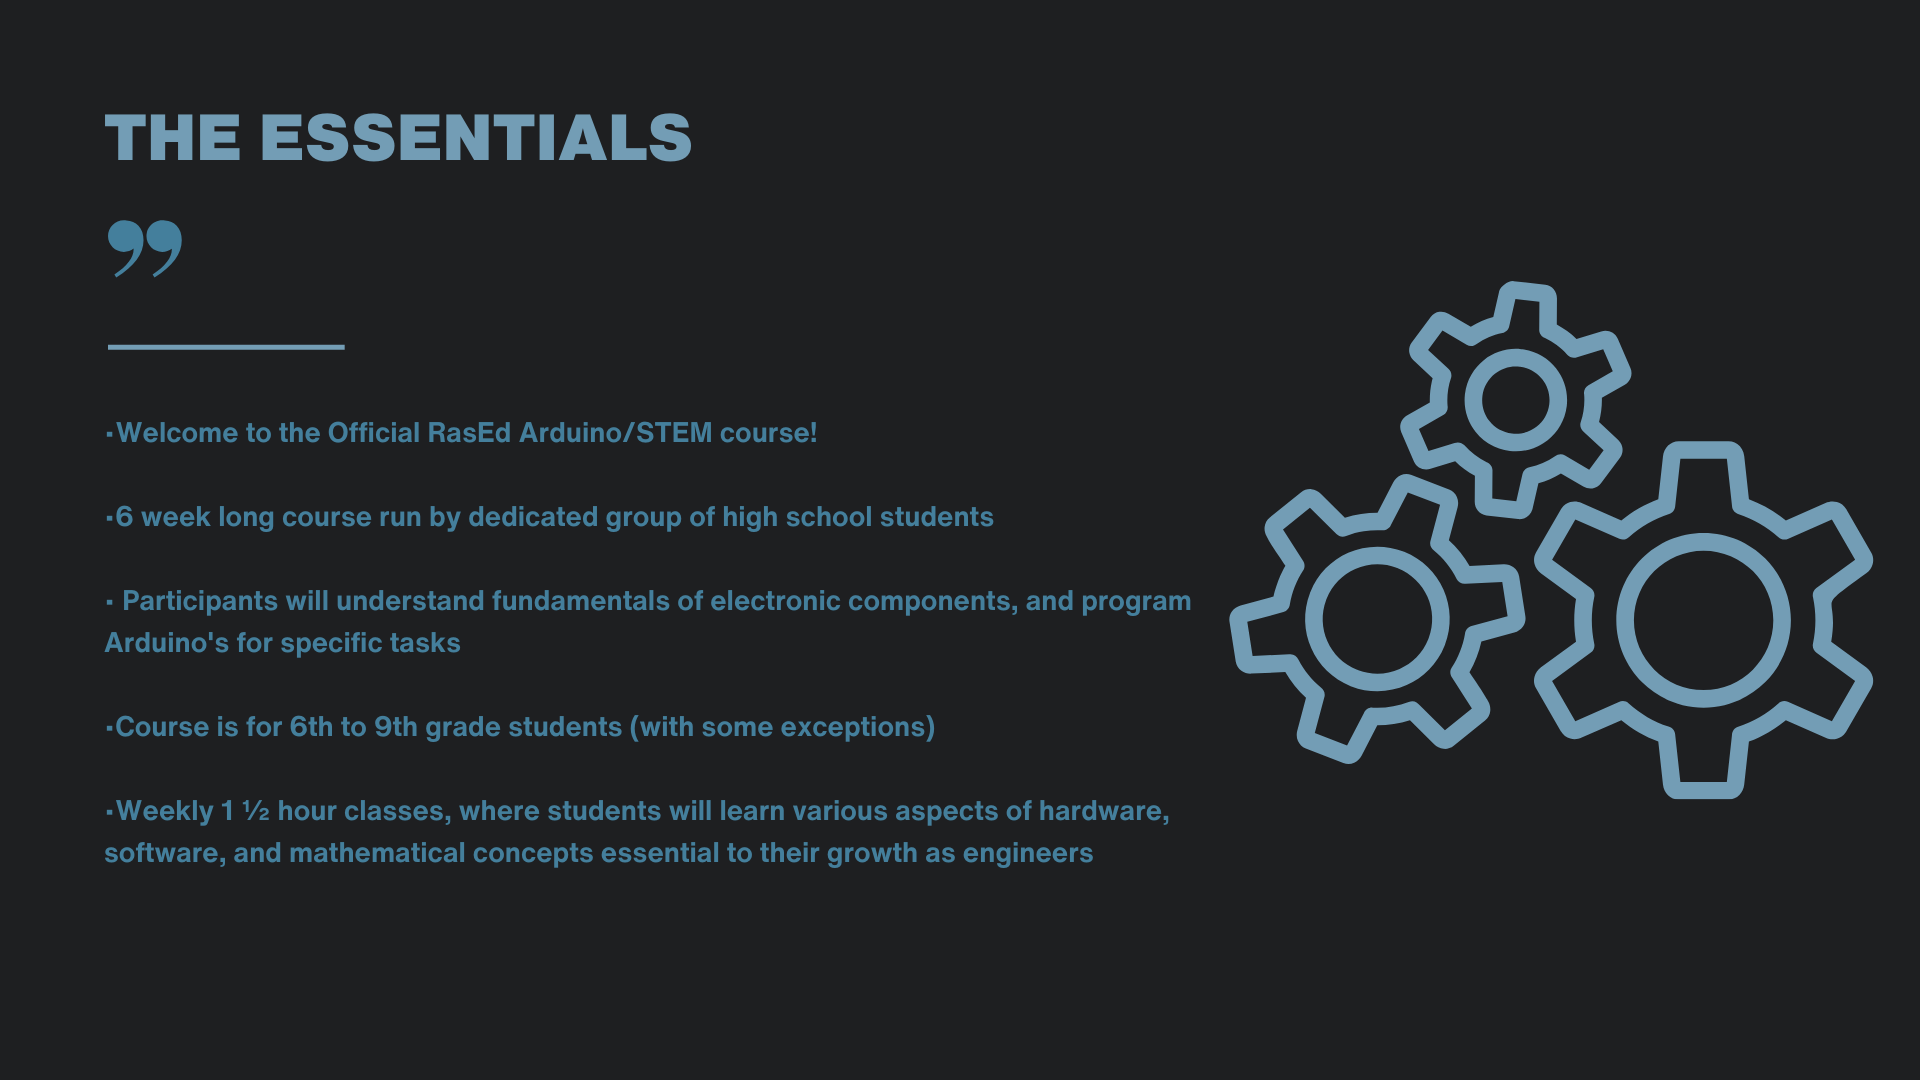 THE ESSENTIALS
”
·Welcome to the Official RasEd Arduino/STEM course!
·6 week long course run by dedicated group of high school students
· Participants will understand fundamentals of electronic components, and program
Arduino's for specific tasks
·Course is for 6th to 9th grade students (with some exceptions)
·Weekly 1 ½ hour classes, where students will learn various aspects of hardware,
software, and mathematical concepts essential to their growth as engineers